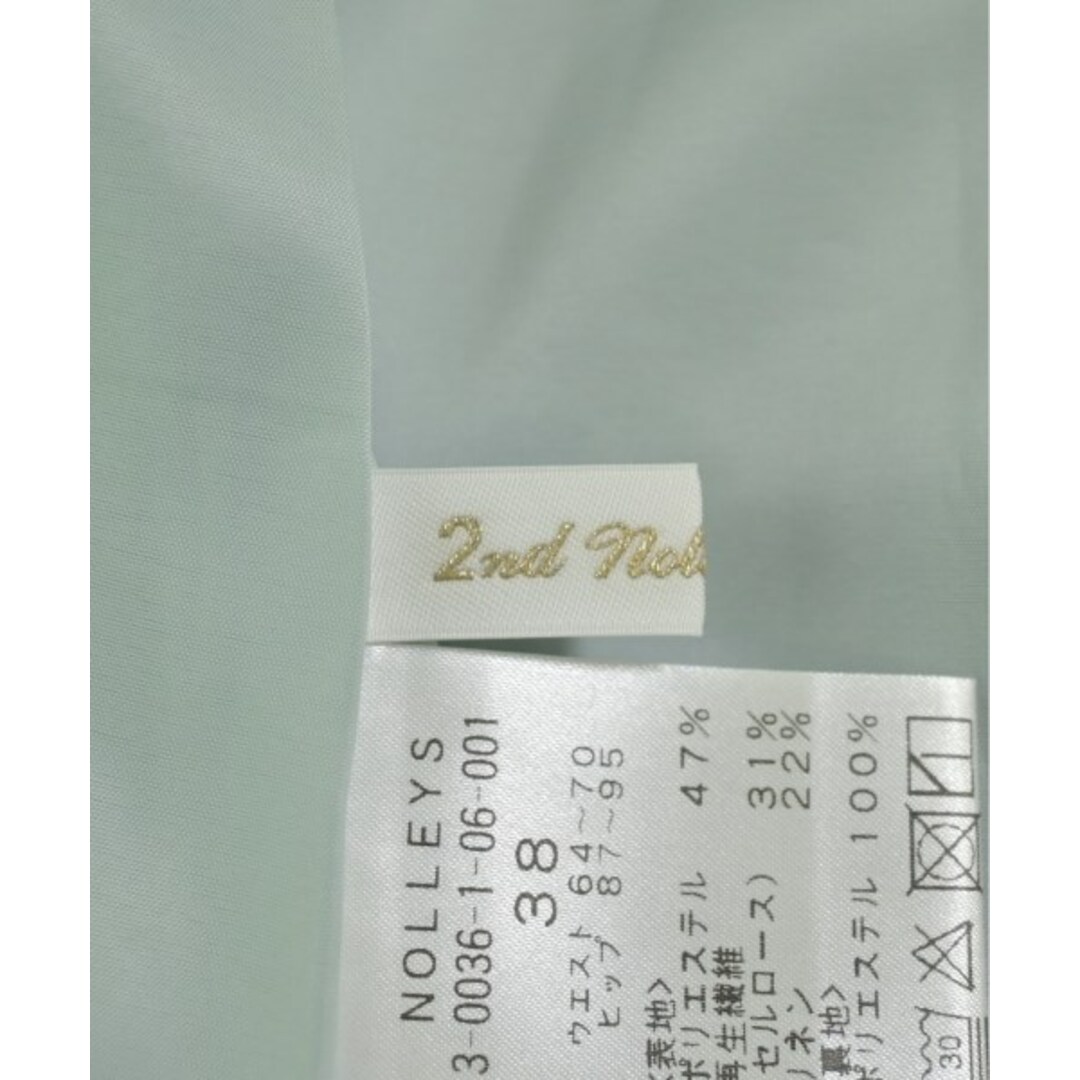 2nd Nol
NOLLEYS
3-0036-1-06-001
38
ウエスト 64～70
ヒップ 87～95
<表地>
ポリエステル 47%
再生繊維
セルロース) 31%
リネン 22%
裏地>
ポリエステル 100%
30